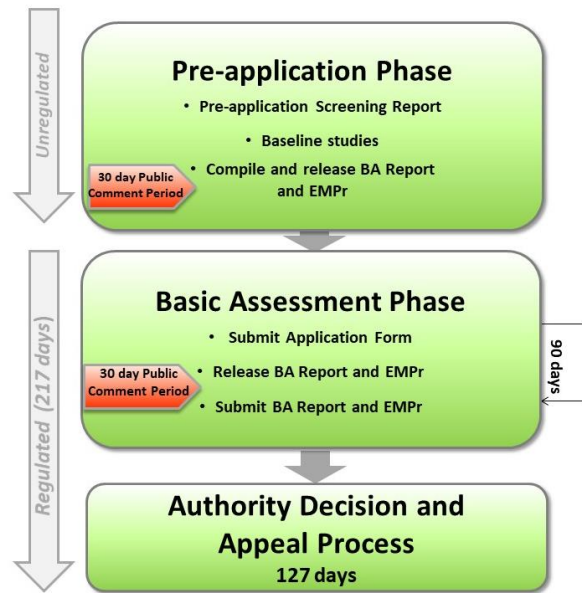 Unregulated
Pre-application Phase
• Pre-application Screening Report
• Baseline studies
30 day Public
Comment Period
• Compile and release BA Report
and EMPr
Regulated (217 days)
Basic Assessment Phase
• Submit Application Form
30 day Public
Comment Period
• Release BA Report and EMPr
• Submit BA Report and EMPr
90 days
Authority Decision and
Appeal Process
127 days